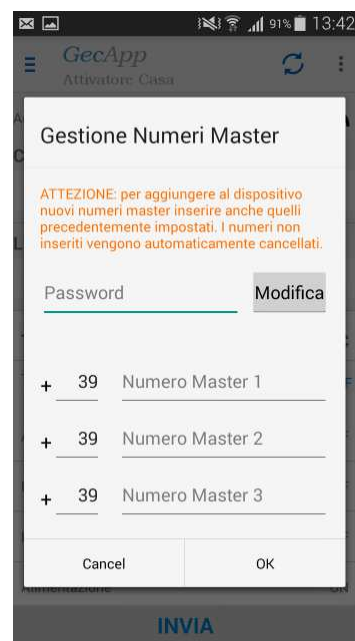 91% 13:42
GecApp
Attivatore Casa
Gestione Numeri Master
ATTEZIONE: per aggiungere al dispositivo
nuovi numeri master inserire anche quelli
precedentemente impostati. I numeri non
inseriti vengono automaticamente cancellati.
Password Modifica
+ 39 Numero Master 1
+ 39 Numero Master 2
+ 39 Numero Master 3
Cancel OK
Alimentazione ON
INVIA